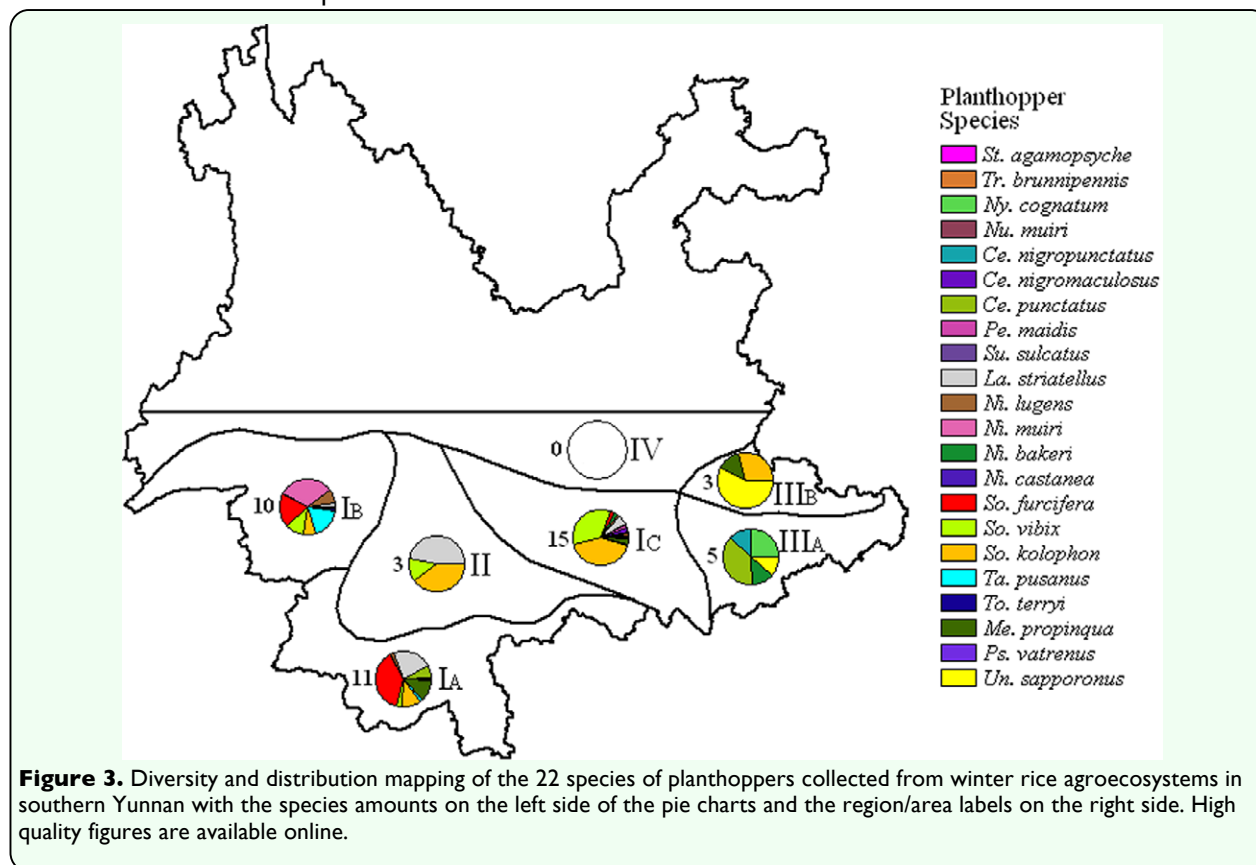 Planthopper
Species
St. agamopsyche
Tr. brunnipennis
Ny. cognatum
Nu. muiri
Ce. nigropunctatus
Ce. nigromaculosus
Ce. punctatus
Pe. maidis
Su. sulcatus
La. striatellus
Ni. lugens
Ni. muiri
Ni. bakeri
Ni. castanea
So. furcifera
So. vibix
So. kolophon
Ta. pusanus
To. terryi
Me. propinqua
Ps. vatrenus
Un. sapporonus
0 IV
3 IIIB
10 IB
15 IC
5 IIIA
3 II
11 IA
Figure 3. Diversity and distribution mapping of the 22 species of planthoppers collected from winter rice agroecosystems in
southern Yunnan with the species amounts on the left side of the pie charts and the region/area labels on the right side. High
quality figures are available online.